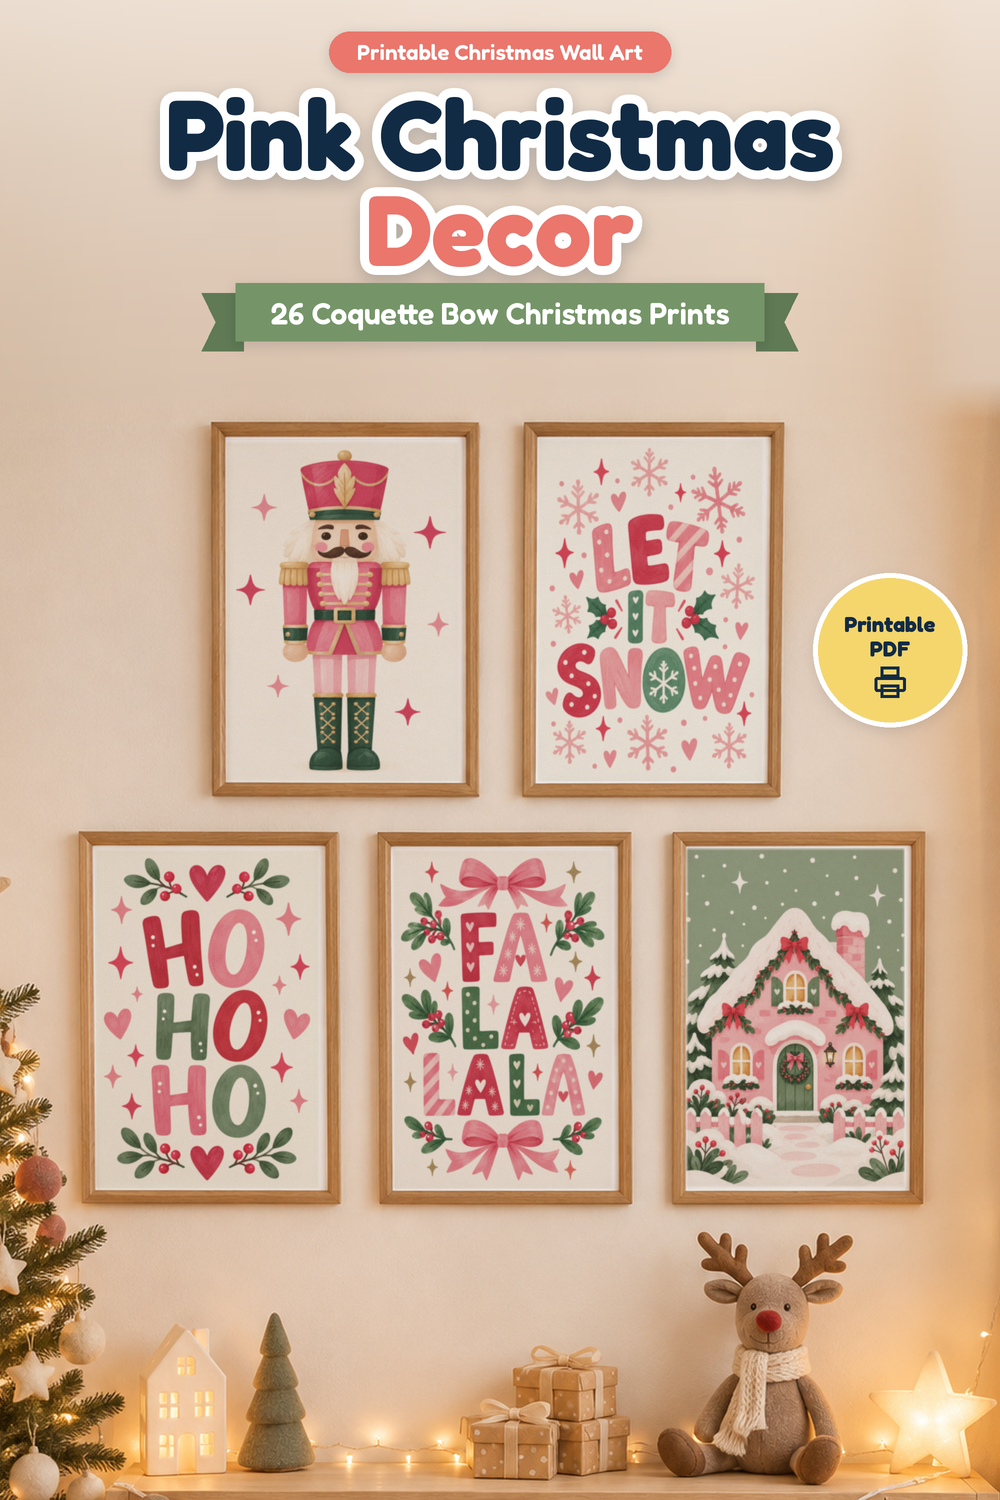 Printable Christmas Wall Art
Pink Christmas
Decor
26 Coquette Bow Christmas Prints
LET
IT
SNOW
Printable
PDF
HO
HO
HO
FA
LA
LALA